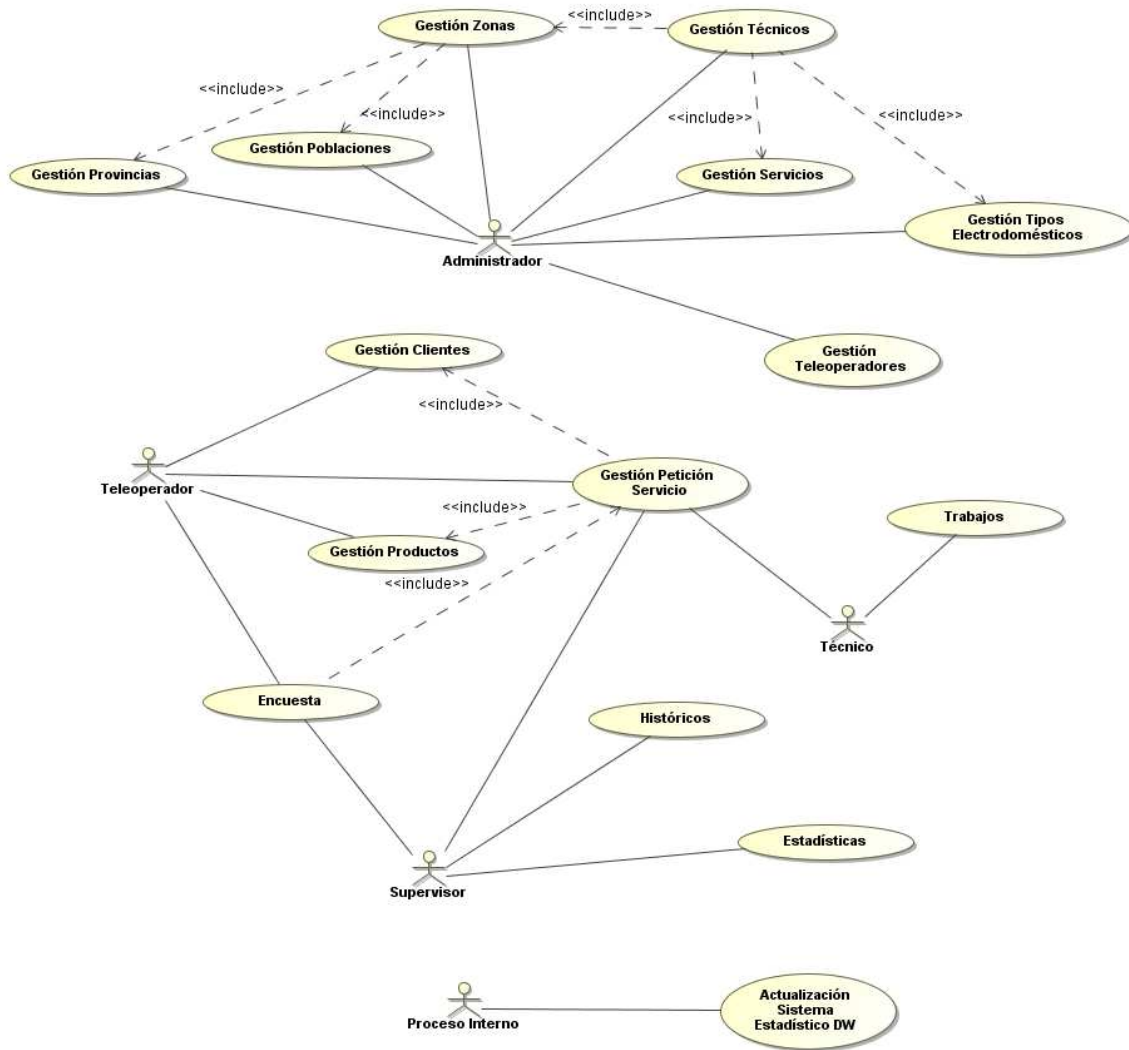 <<include>>
Gestión Zonas
Gestión Técnicos
<<include>>
<<include>>
<<include>>
<<include>>
Gestión Poblaciones
Gestión Provincias
Gestión Servicios
Gestión Tipos
Electrodomésticos
Administrador
Gestión Clientes
Gestión
Teleoperadores
<<include>>
Teleoperador
Gestión Petición
Servicio
<<include>>
Trabajos
Gestión Productos
<<include>>
Técnico
Encuesta
Históricos
Estadísticas
Supervisor
Actualización
Sistema
Estadístico DW
Proceso Interno